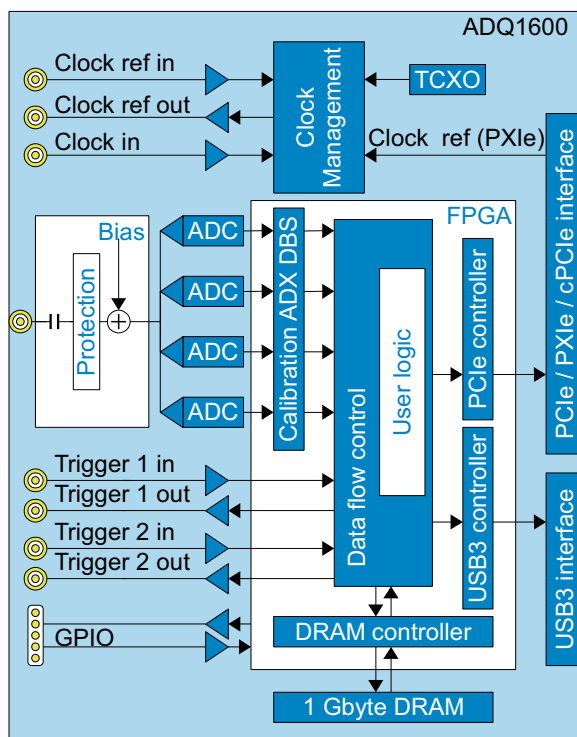 ADQ1600
Clock ref in
Clock ref out
Clock in
Clock Management
TCXO
Clock ref (PXIe)
PCIe / PXIe / cPCIe interface
FPGA
Bias
Protection
ADC
ADC
ADC
ADC
Calibration ADX DBS
Data flow control
User logic
PCIe controller
USB3 controller
USB3 interface
Trigger 1 in
Trigger 1 out
Trigger 2 in
Trigger 2 out
GPIO
DRAM controller
1 Gbyte DRAM